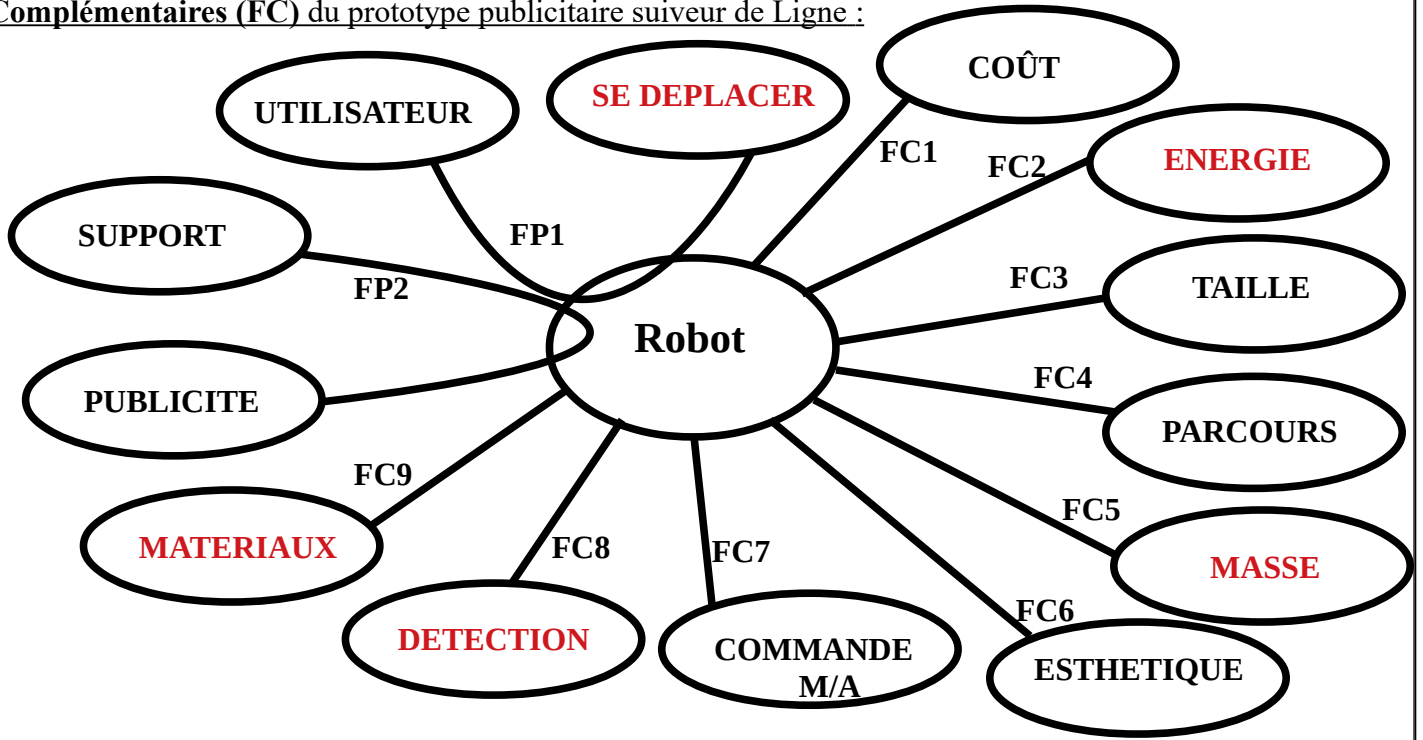 Complémentaires (FC) du prototype publicitaire suiveur de Ligne :
UTILISATEUR
SE DEPLACER
COÛT
FC1
FC2
ENERGIE
SUPPORT
FP1
FP2
FC3
TAILLE
Robot
FC4
PUBLICITE
PARCOURS
FC9
FC5
MATERIAUX
FC8
FC7
MASSE
FC6
DETECTION
COMMANDE
M/A
ESTHETIQUE